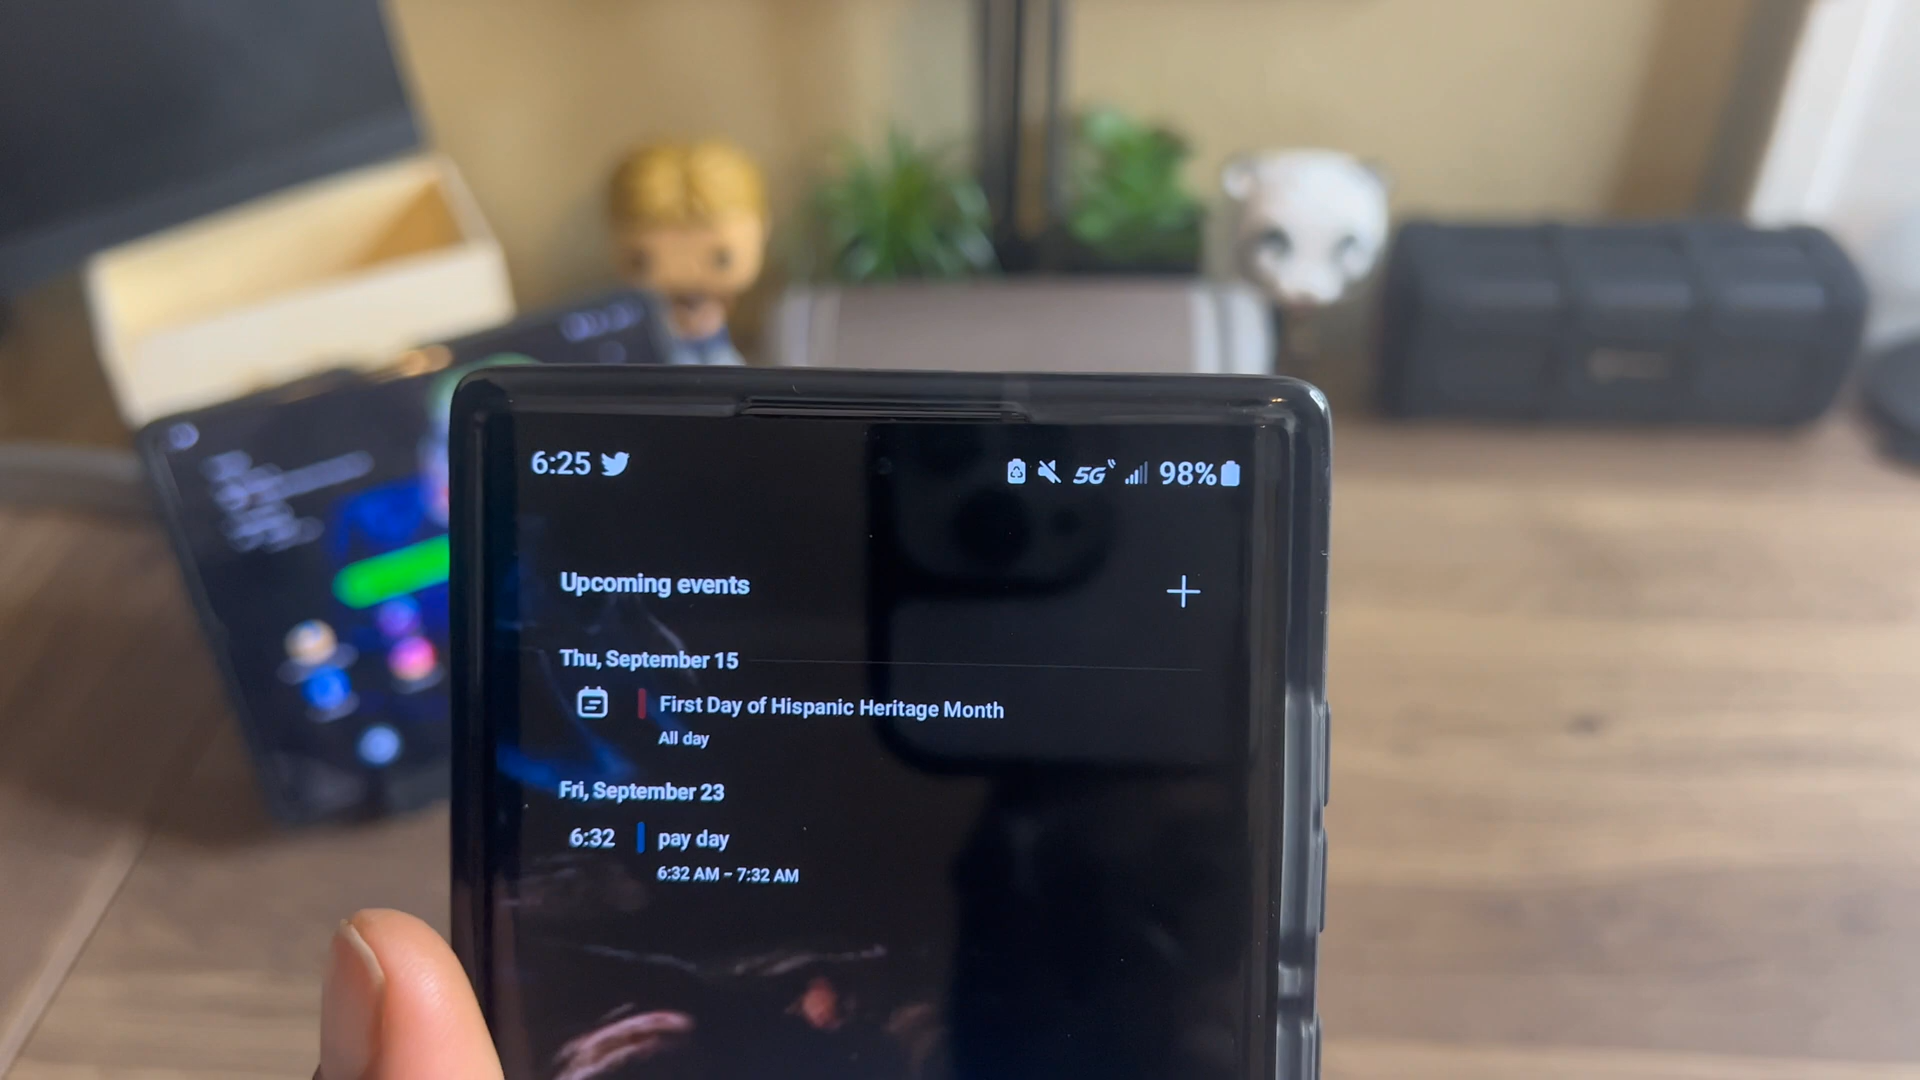 6:25
5G 98%
Upcoming events
Thu, September 15
First Day of Hispanic Heritage Month
All day
Fri, September 23
6:32 pay day
6:32 AM – 7:32 AM